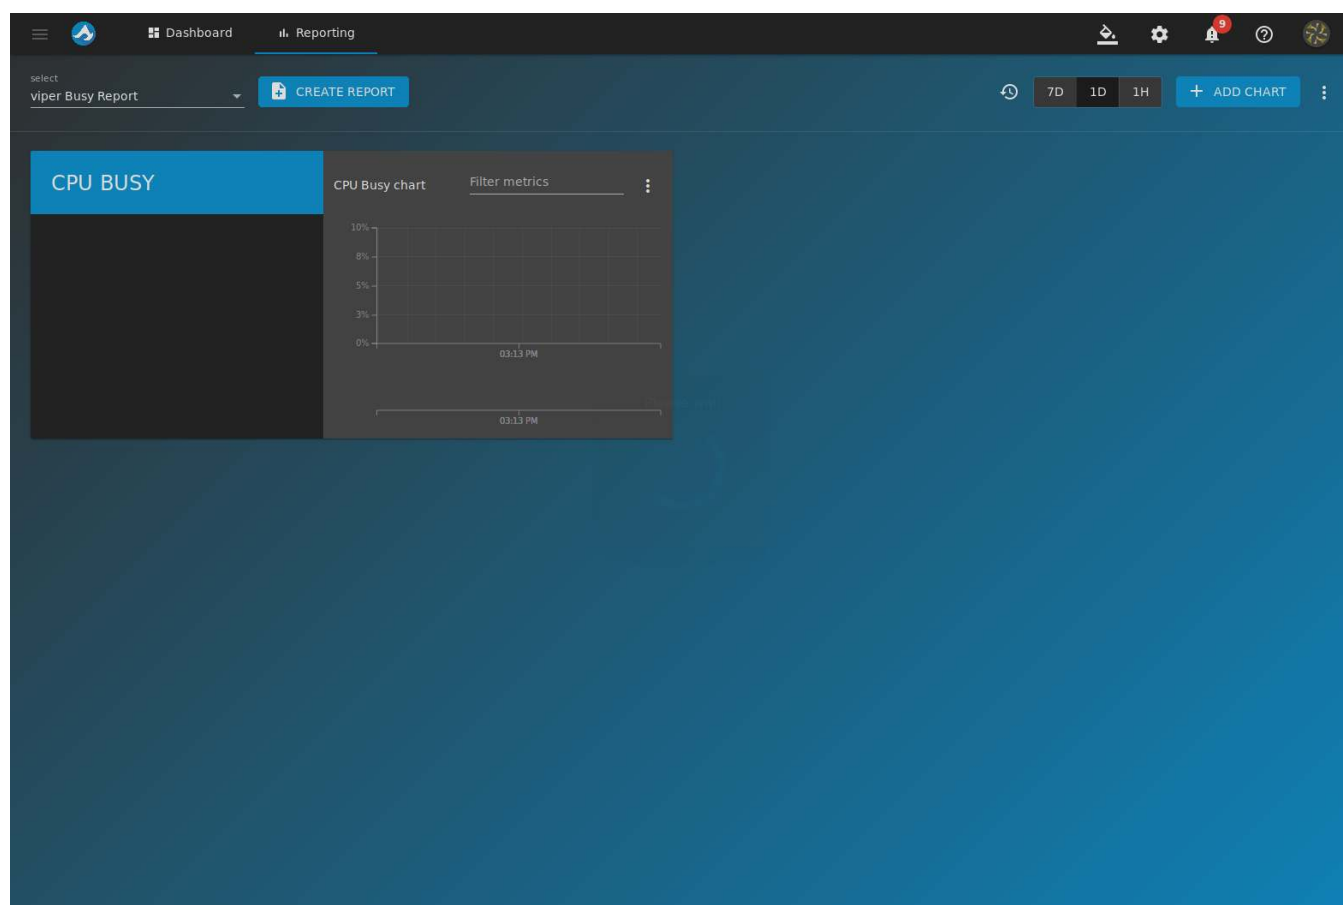 Dashboard
Reporting
9
select
viper Busy Report
CREATE REPORT
7D
1D
1H
ADD CHART
CPU BUSY
CPU Busy chart
Filter metrics
10%
8%
5%
3%
0%
03:13 PM
03:13 PM